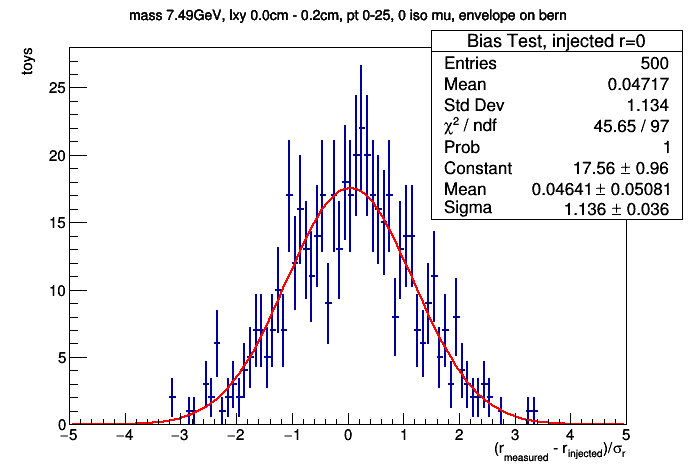 mass 7.49GeV, lxy 0.0cm - 0.2cm, pt 0-25, 0 iso mu, envelope on bern
Bias Test, injected r=0
Entries 500
Mean 0.04717
Std Dev 1.134
χ² / ndf 45.65 / 97
Prob 1
Constant 17.56 ± 0.96
Mean 0.04641 ± 0.05081
Sigma 1.136 ± 0.036
toys
25
20
15
10
5
0
−5 −4 −3 −2 −1 0 1 2 3 4 5
(r_measured - r_injected)/σ_r